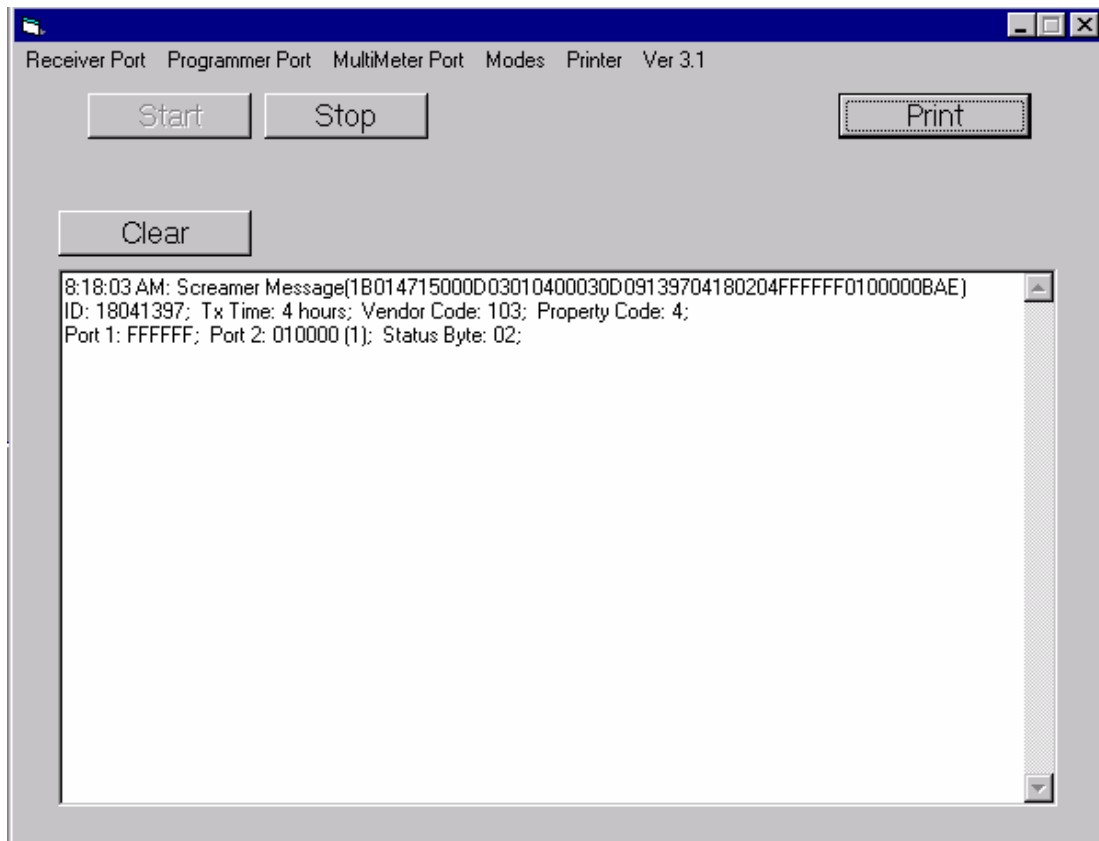 Receiver Port Programmer Port MultiMeter Port Modes Printer Ver 3.1
Start Stop Print
Clear
8:18:03 AM: Screamer Message(1B014715000D03010400030D09139704180204FFFFFF0100000BAE)
ID: 18041397; Tx Time: 4 hours; Vendor Code: 103; Property Code: 4;
Port 1: FFFFFF; Port 2: 010000 (1); Status Byte: 02;